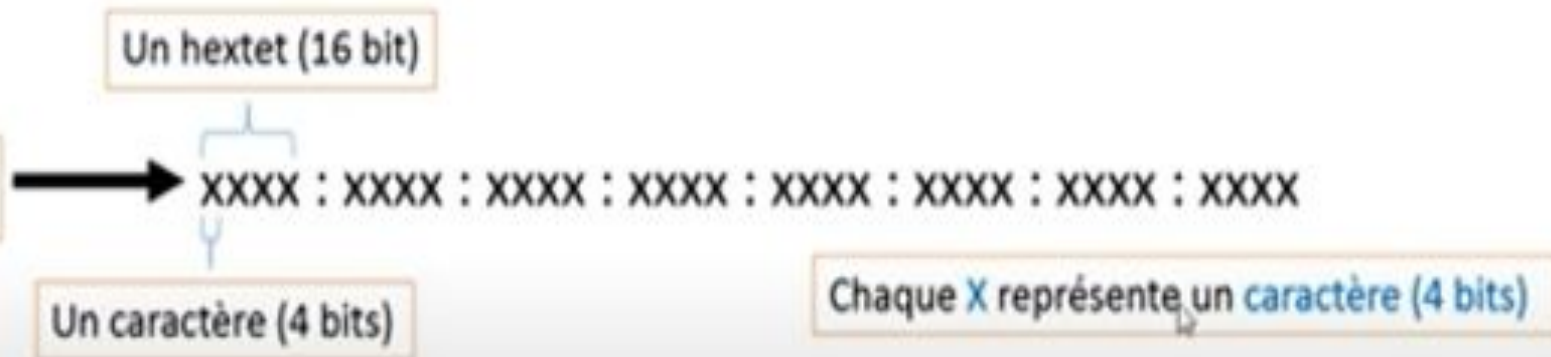 Un hextet (16 bit)
xxxx : xxxx : xxxx : xxxx : xxxx : xxxx : xxxx : xxxx
Un caractère (4 bits)
Chaque X représente un caractère (4 bits)